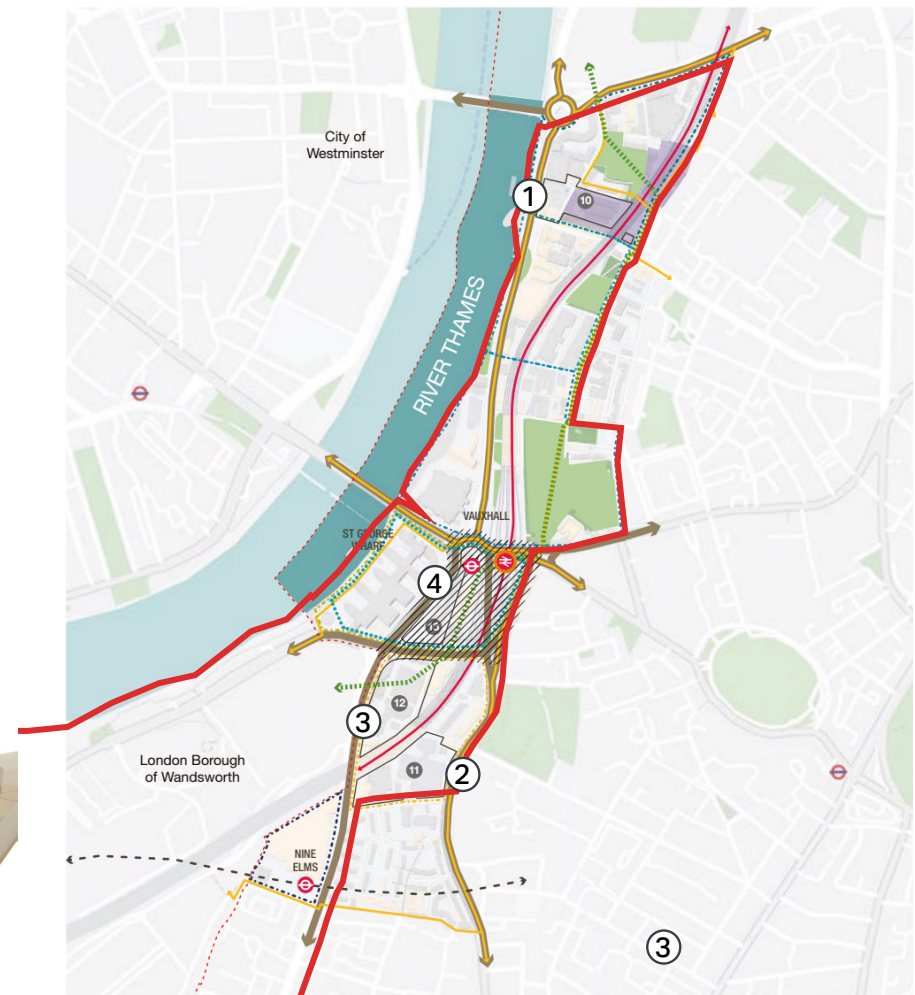 City of
Westminster
1
10
RIVER THAMES
VAUXHALL
ST GEORGE
WHARF
4
13
12
3
London Borough
of Wandsworth
11
2
NINE
ELMS
3